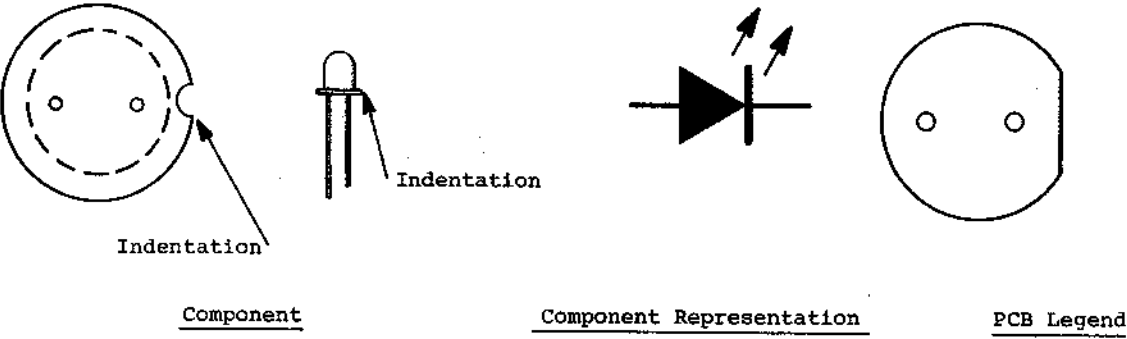 Indentation
Indentation
Component
Component Representation
PCB Legend